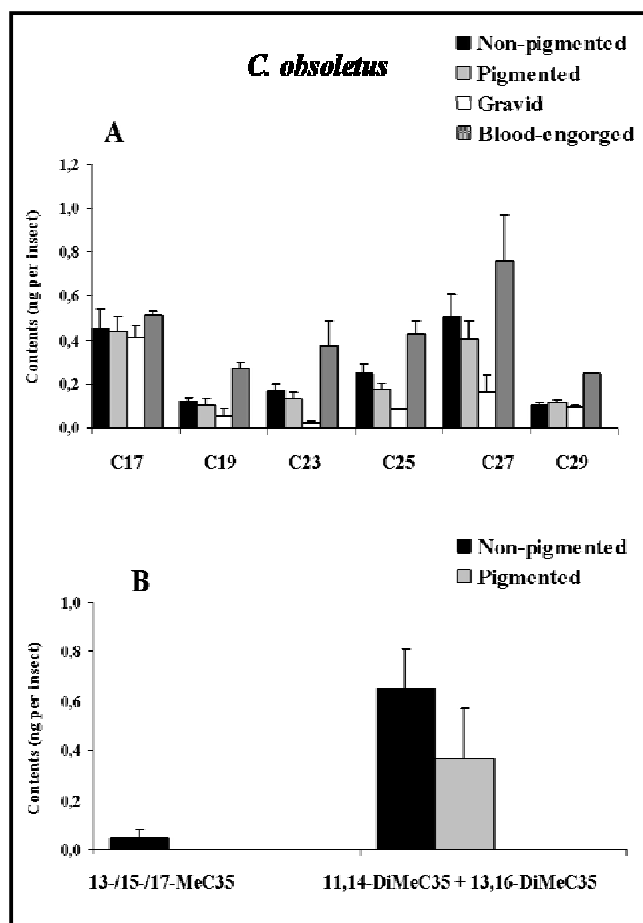 C. obsoletus
Non-pigmented
Pigmented
Gravid
Blood-engorged
A
Contents (ng per insect)
1,2
1,0
0,8
0,6
0,4
0,2
0,0
C17 C19 C23 C25 C27 C29
Non-pigmented
Pigmented
B
Contents (ng per insect)
1,0
0,8
0,6
0,4
0,2
0,0
13-/15-/17-MeC35 11,14-DiMeC35 + 13,16-DiMeC35